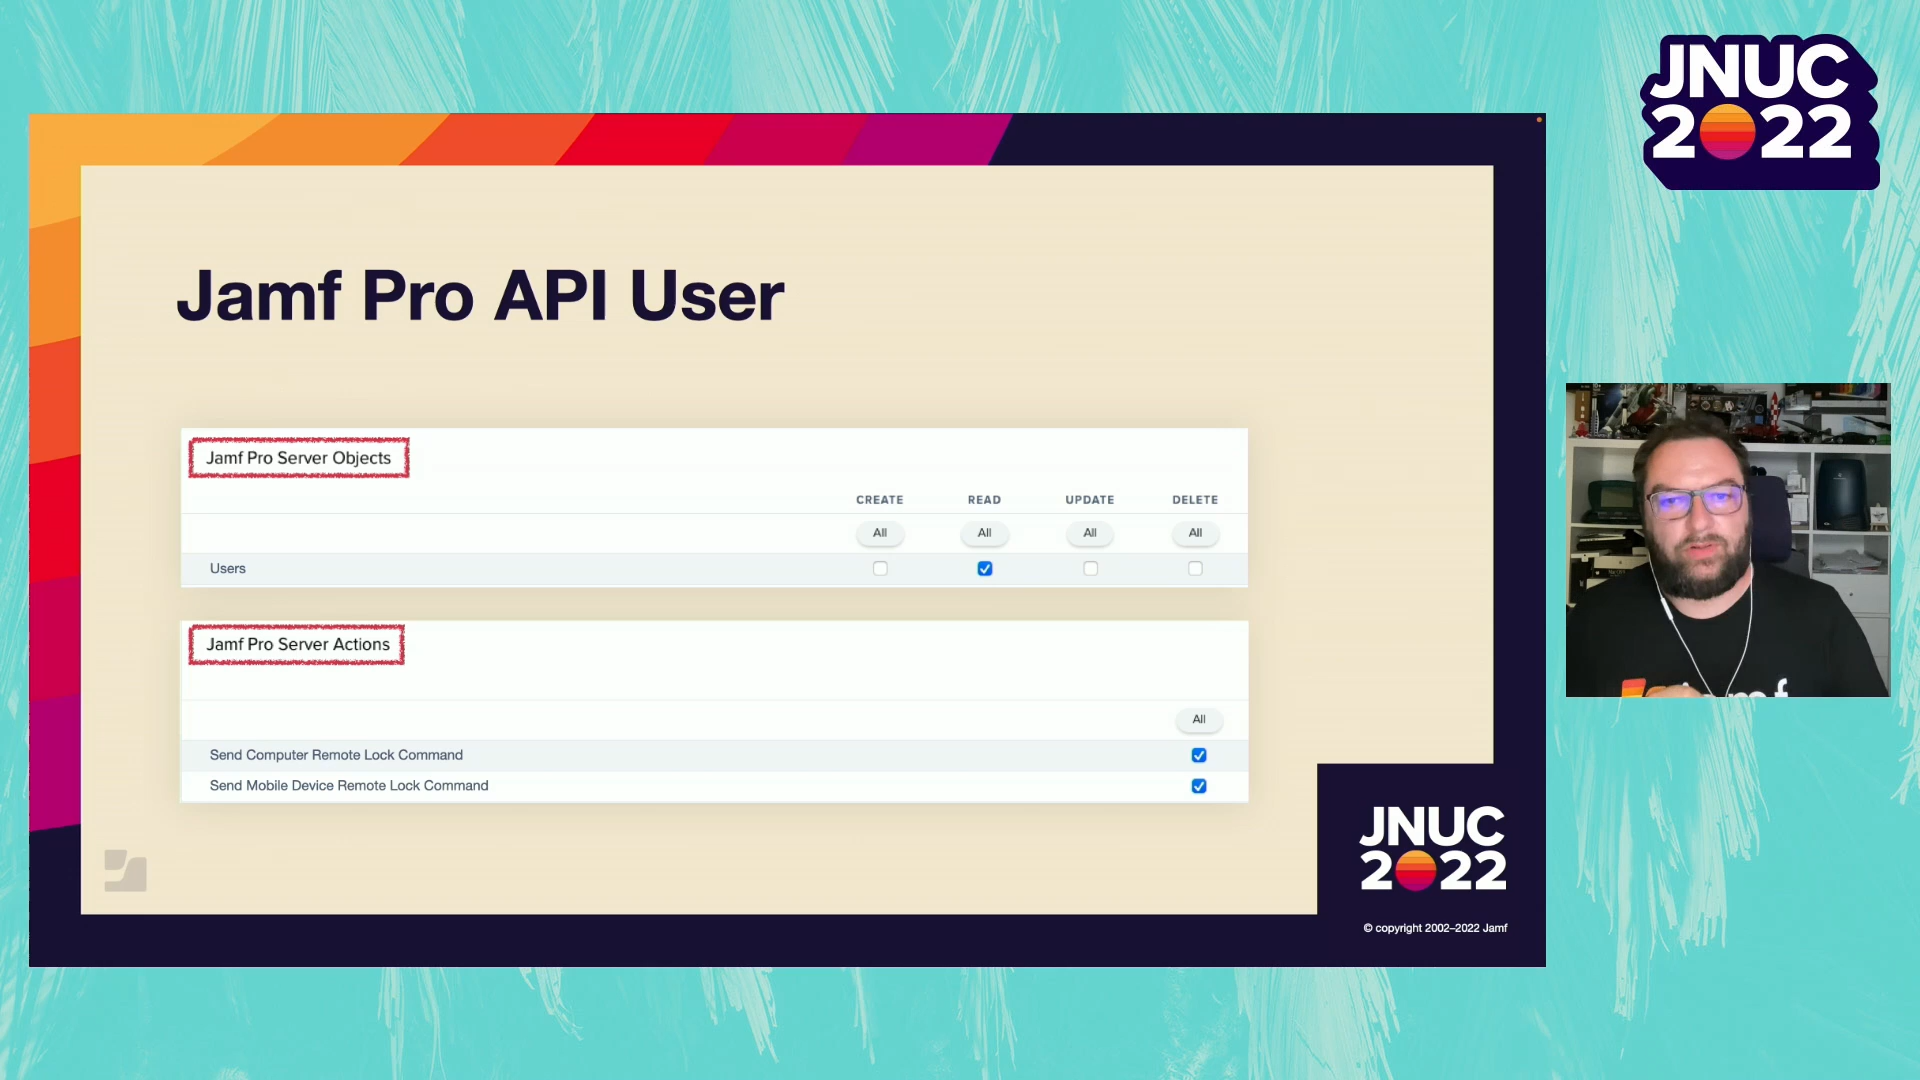 JNUC
2022
Jamf Pro API User
Jamf Pro Server Objects
CREATE READ UPDATE DELETE
All All All All
Users
Jamf Pro Server Actions
All
Send Computer Remote Lock Command
Send Mobile Device Remote Lock Command
JNUC
2022
© copyright 2002–2022 Jamf